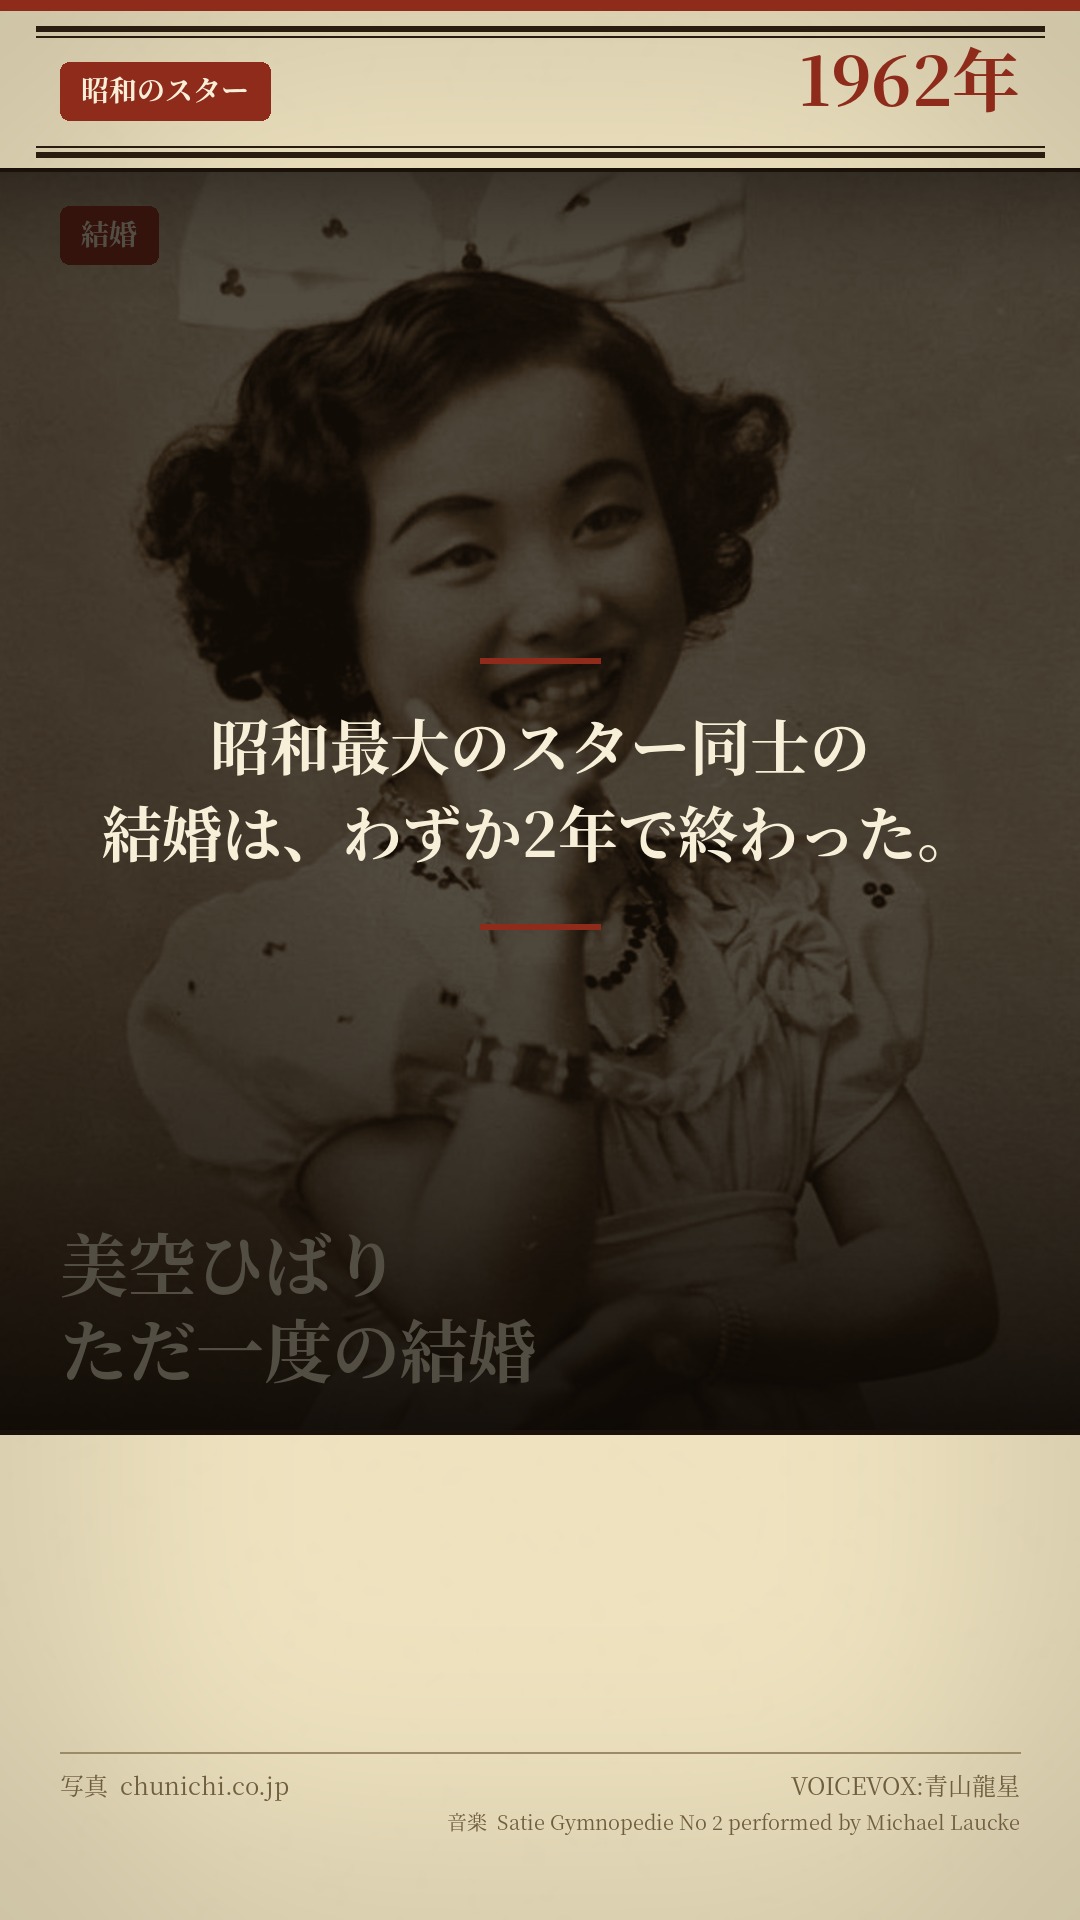 昭和のスター
1962年
結婚
昭和最大のスター同士の
結婚は、わずか2年で終わった。
美空ひばり
ただ一度の結婚
写真 chunichi.co.jp
VOICEVOX:青山龍星
音楽 Satie Gymnopedie No 2 performed by Michael Laucke